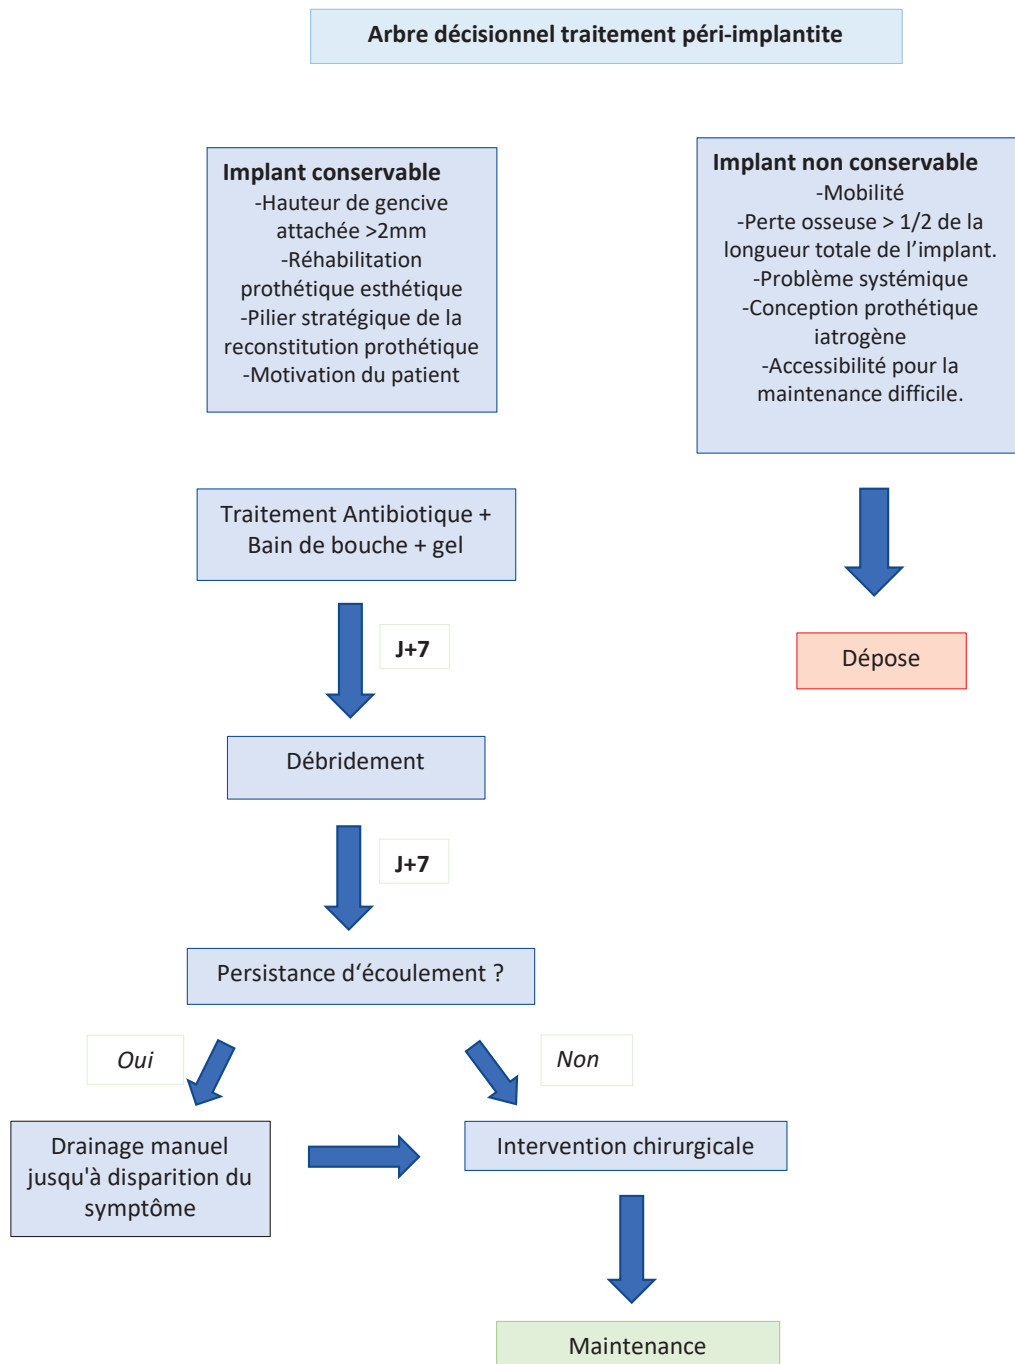 Arbre décisionnel traitement péri-implantite
Implant conservable
-Hauteur de gencive
attachée >2mm
-Réhabilitation
prothétique esthétique
-Pilier stratégique de la
reconstitution prothétique
-Motivation du patient
Implant non conservable
-Mobilité
-Perte osseuse > 1/2 de la
longueur totale de l’implant.
-Problème systémique
-Conception prothétique
iatrogène
-Accessibilité pour la
maintenance difficile.
Traitement Antibiotique +
Bain de bouche + gel
J+7
Dépose
Débridement
J+7
Persistance d‘écoulement ?
Oui
Non
Drainage manuel
jusqu'à disparition du
symptôme
Intervention chirurgicale
Maintenance